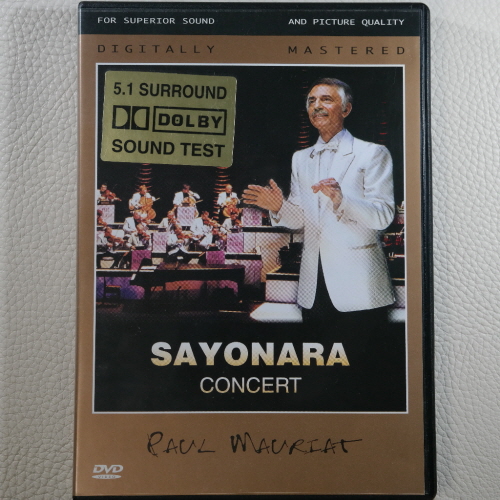 FOR SUPERIOR SOUND AND PICTURE QUALITY
DIGITALLY MASTERED
5.1 SURROUND
DOLBY
SOUND TEST
SAYONARA
CONCERT
PAUL MAURIAT
DVD